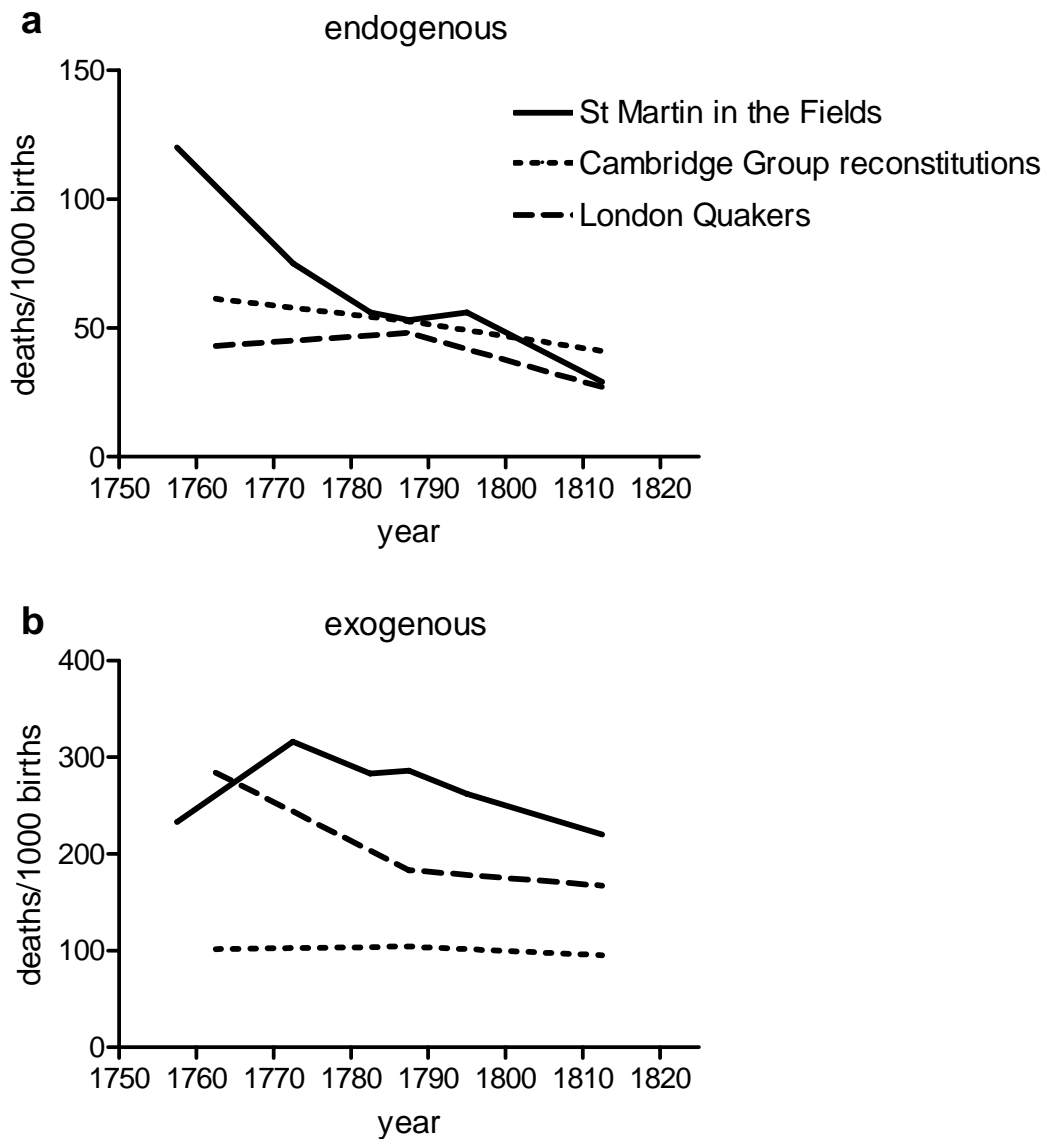 a
endogenous
150
100
50
0
deaths/1000 births
St Martin in the Fields
Cambridge Group reconstitutions
London Quakers
1750 1760 1770 1780 1790 1800 1810 1820
year
b
exogenous
400
300
200
100
0
deaths/1000 births
1750 1760 1770 1780 1790 1800 1810 1820
year